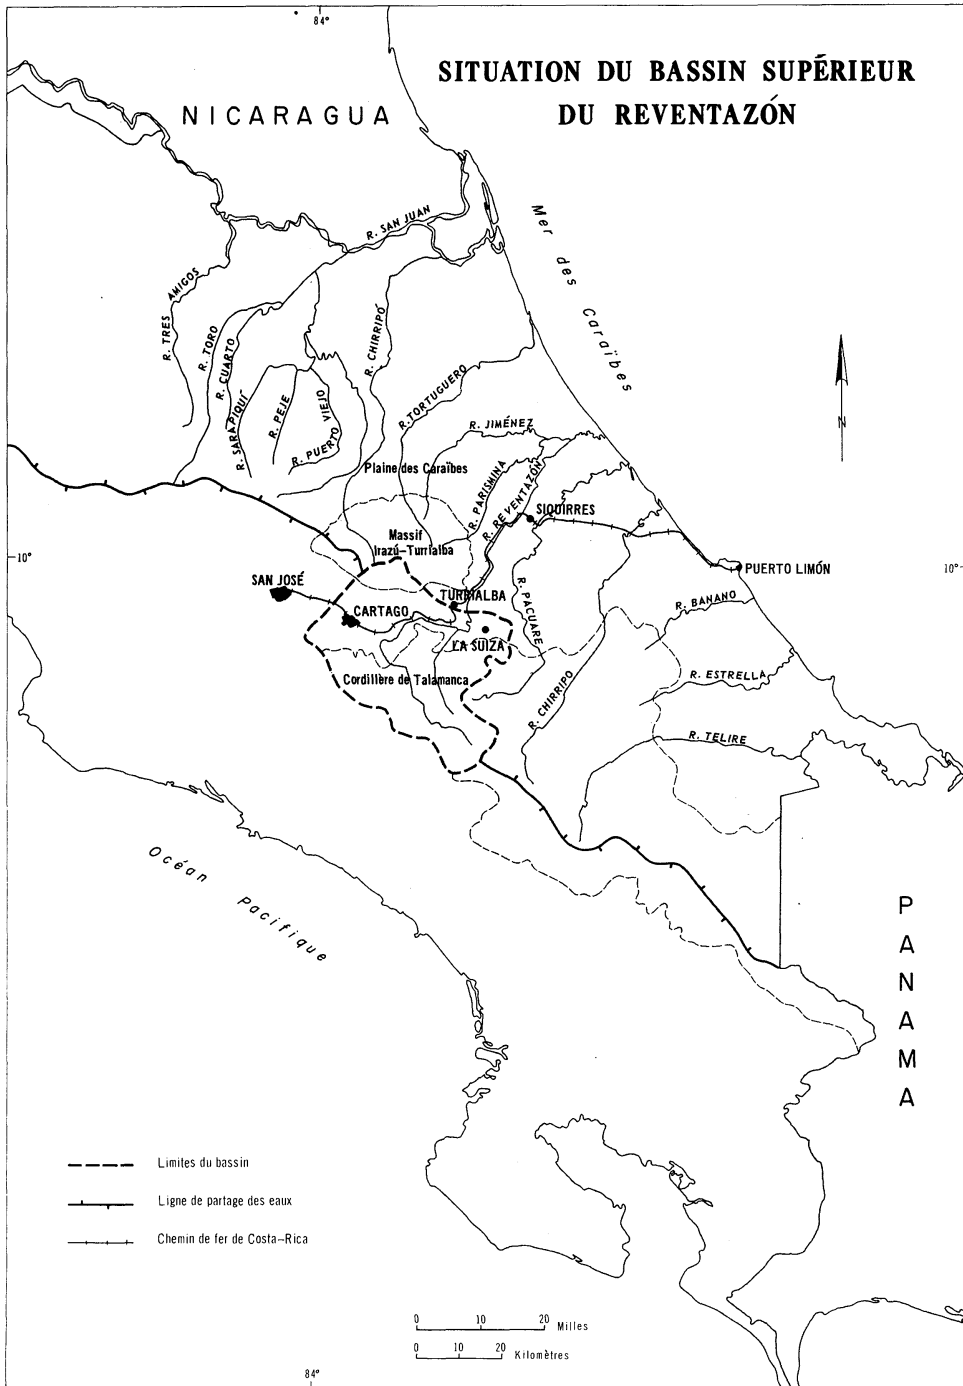 84°
SITUATION DU BASSIN SUPÉRIEUR
DU REVENTAZÓN
NICARAGUA
Mer des Caraïbes
R. SAN JUAN
R. TRES AMIGOS
R. TORO
R. CUARTO
R. SARAPIQUÍ
R. PEJE
R. PUERTO VIEJO
R. CHIRRIPÓ
R. TORTUGUERO
R. JIMÉNEZ
N
Plaine des Caraïbes
R. PARISMINA
R. REVENTAZÓN
SIQUIRRES
Massif
Irazú-Turrialba
10°
10°
PUERTO LIMÓN
SAN JOSÉ
TURRIALBA
CARTAGO
R. PACUARE
R. BANANO
LA SUIZA
Cordillère de Talamanca
R. CHIRRIPO
R. ESTRELLA
R. TELIRE
Océan Pacifique
PANAMA
Limites du bassin
Ligne de partage des eaux
Chemin de fer de Costa-Rica
0 10 20 Milles
0 10 20 Kilomètres
84°